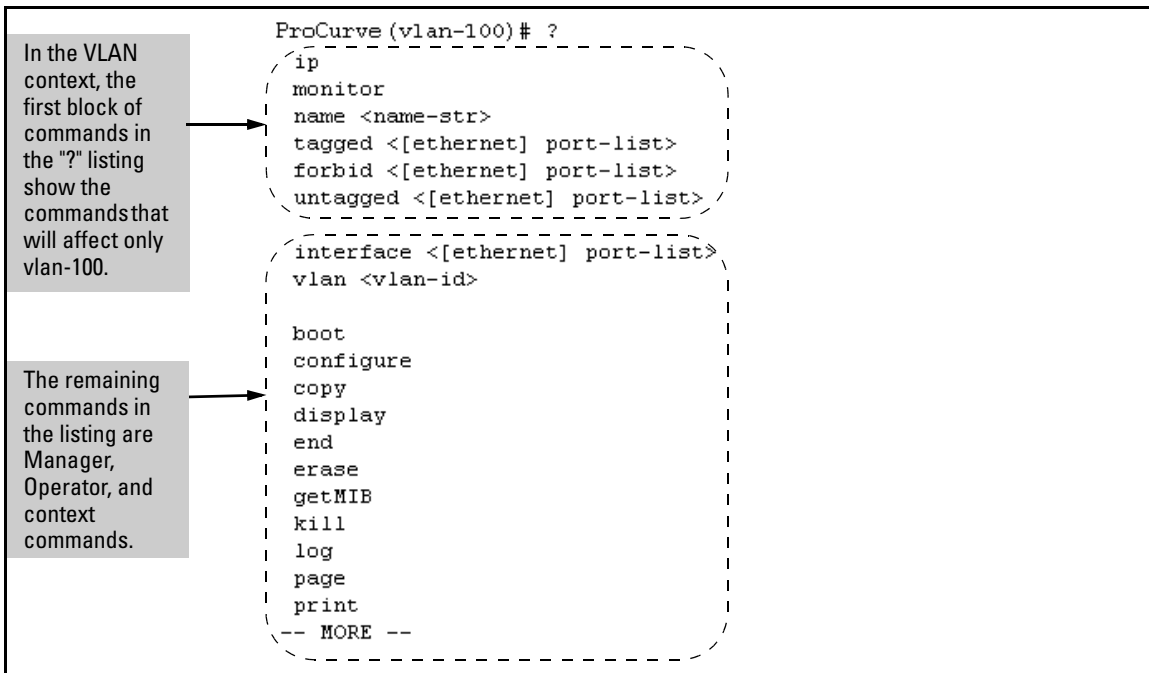 ProCurve (vlan-100)# ?
In the VLAN
context, the
first block of
commands in
the "?" listing
show the
commands that
will affect only
vlan-100.
ip
monitor
name <name-str>
tagged <[ethernet] port-list>
forbid <[ethernet] port-list>
untagged <[ethernet] port-list>
interface <[ethernet] port-list>
vlan <vlan-id>
The remaining
commands in
the listing are
Manager,
Operator, and
context
commands.
boot
configure
copy
display
end
erase
getMIB
kill
log
page
print
-- MORE --